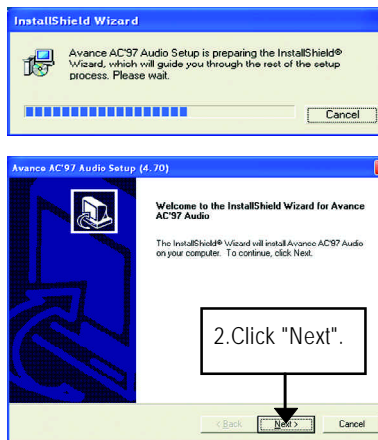 InstallShield Wizard
Avance AC'97 Audio Setup is preparing the InstallShield®
Wizard, which will guide you through the rest of the setup
process. Please wait.
Cancel
Avance AC'97 Audio Setup (4.70)
Welcome to the InstallShield Wizard for Avance
AC'97 Audio
The InstallShield® Wizard will install Avance AC'97 Audio
on your computer. To continue, click Next.
2.Click "Next".
< Back Next > Cancel